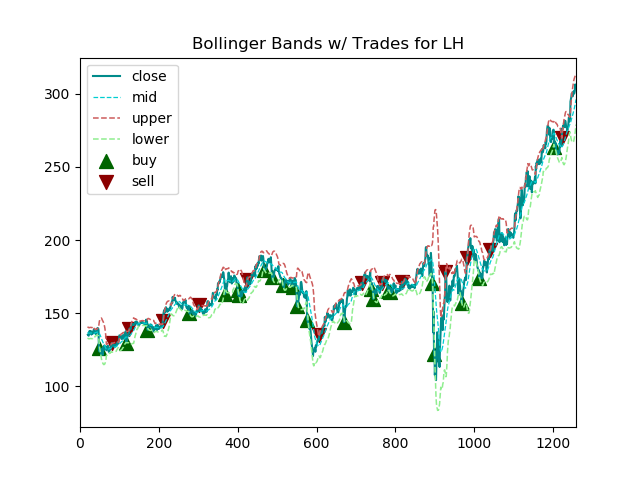 Bollinger Bands w/ Trades for LH
close
mid
upper
lower
buy
sell
300
250
200
150
100
0 200 400 600 800 1000 1200